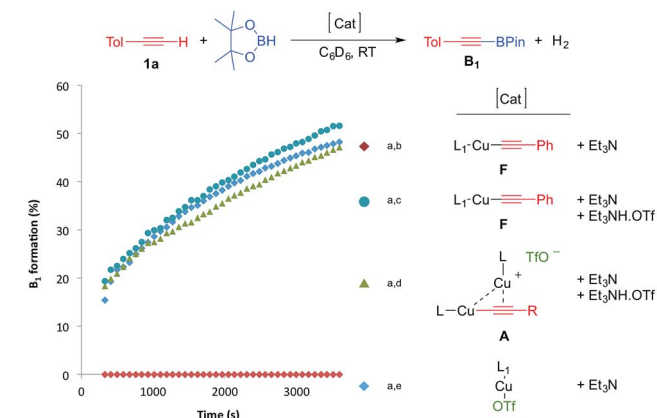 [Cat]
Tol H + O BH O C6D6, RT Tol BPin + H2
1a B1
60
50
40
30
20
10
0
B1 formation (%)
0 1000 2000 3000
Time (s)
[Cat]
a,b L1-Cu Ph + Et3N
F
a,c L1-Cu Ph + Et3N
+ Et3NH.OTf
F
L TfO −
Cu +
a,d + Et3N
+ Et3NH.OTf
L Cu R
A
L1
a,e Cu + Et3N
OTf